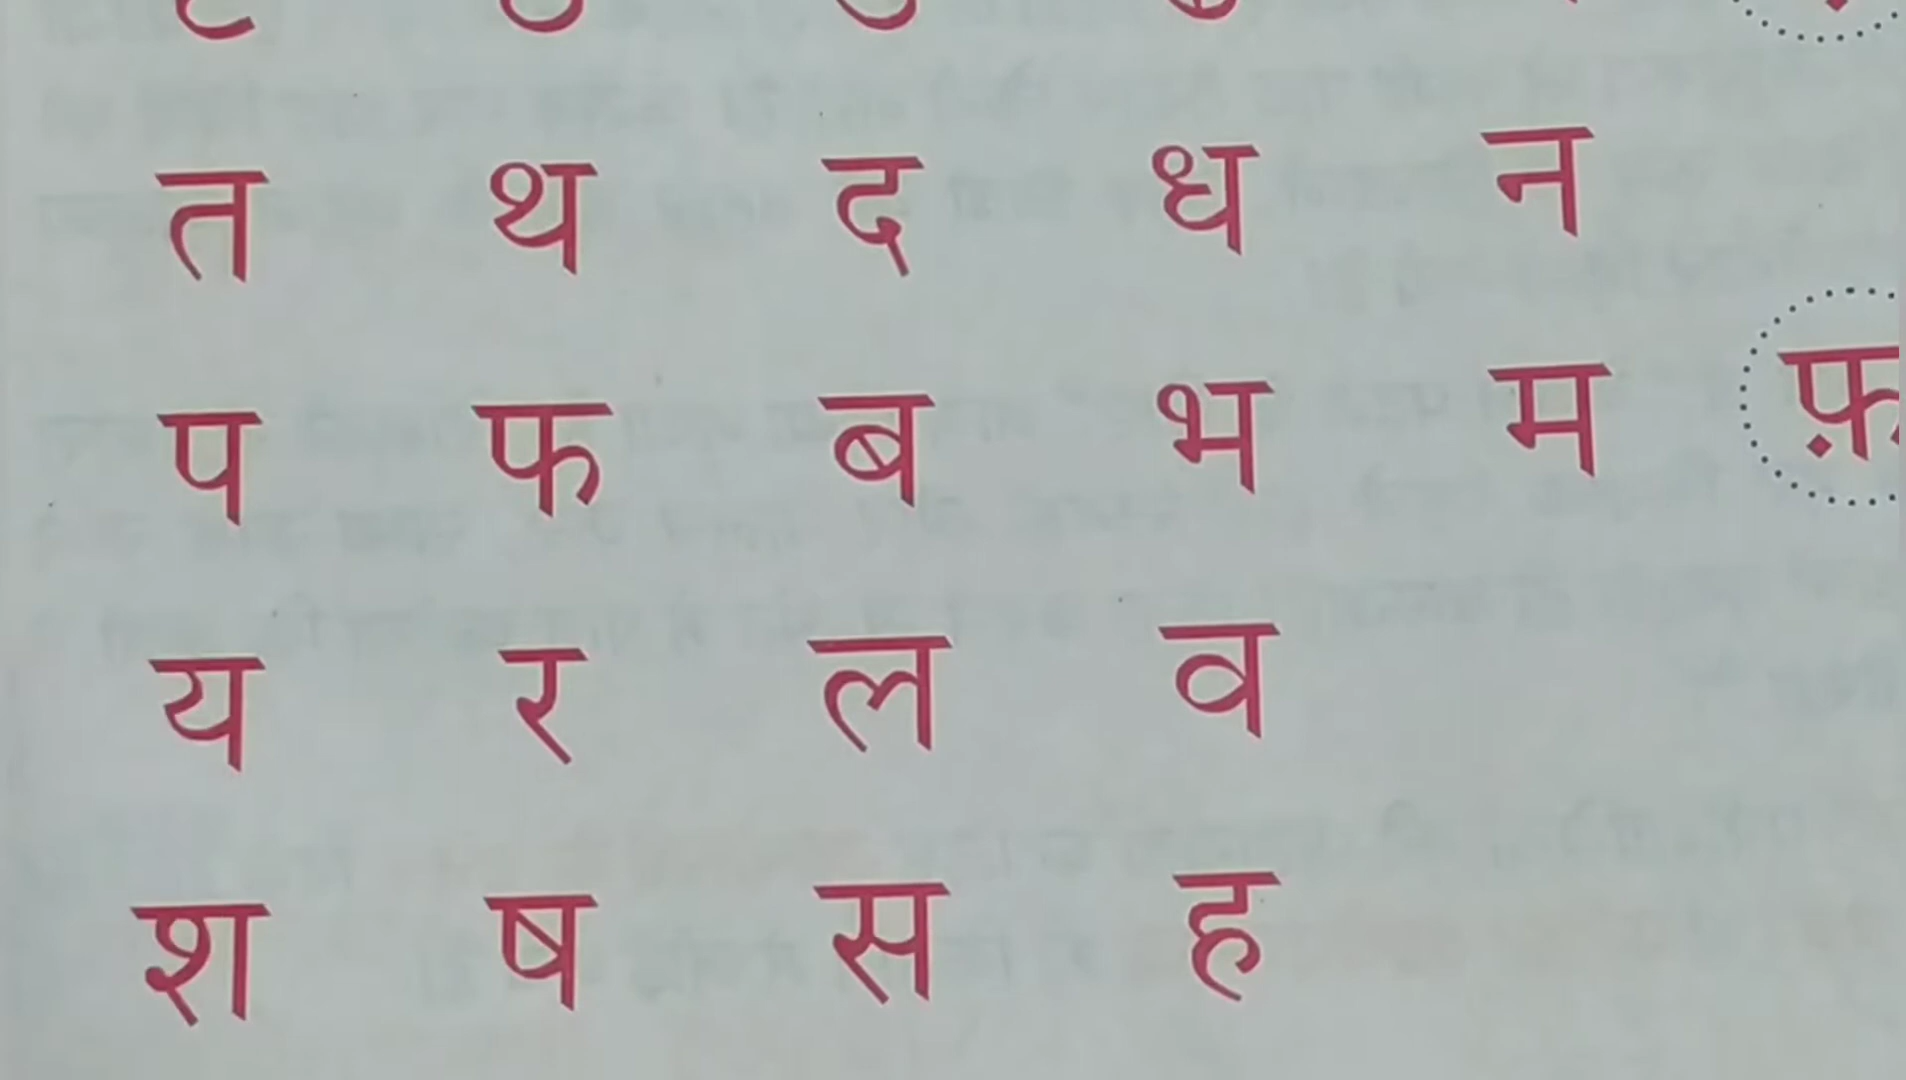 त थ द ध न
प फ ब भ म फ़
य र ल व
श ष स ह